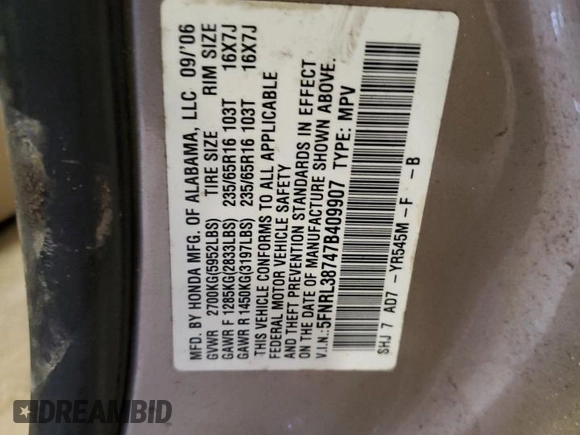 MFD. BY HONDA MFG. OF ALABAMA, LLC 09/'06
GVWR 2700KG(5952LBS) TIRE SIZE RIM SIZE
GAWR F 1285KG(2833LBS) 235/65R16 103T 16X7J
GAWR R 1450KG(3197LBS) 235/65R16 103T 16X7J
THIS VEHICLE CONFORMS TO ALL APPLICABLE
FEDERAL MOTOR VEHICLE SAFETY
AND THEFT PREVENTION STANDARDS IN EFFECT
ON THE DATE OF MANUFACTURE SHOWN ABOVE.
V.I.N.: 5FNRL38747B409907 TYPE: MPV
SHJ 7 AD7 -YR545M-F -B
DREAMBID